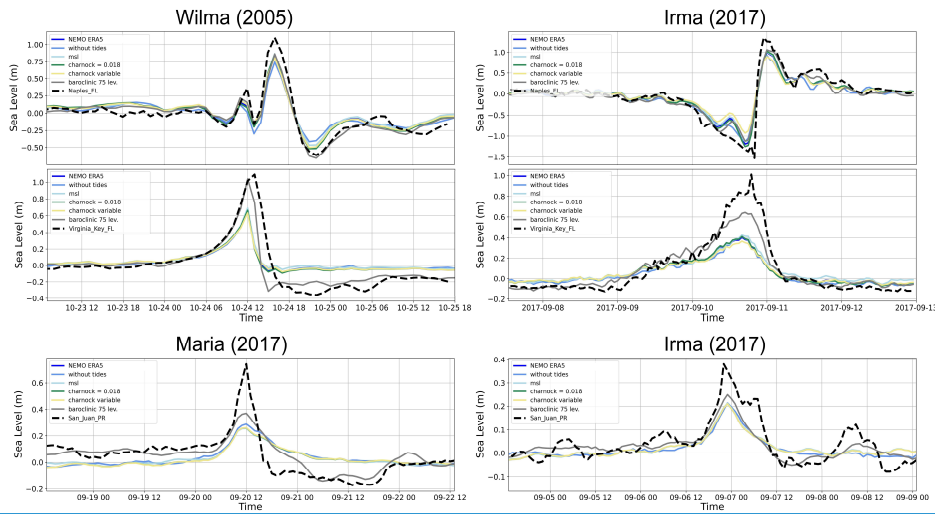 Wilma (2005)
Irma (2017)
Sea Level (m)
1.00
0.75
0.50
0.25
0.00
−0.25
−0.50
NEMO ERA5
without tides
msl
charnock = 0.018
charnock variable
baroclinic 75 lev.
Naples_FL
Sea Level (m)
1.0
0.5
0.0
−0.5
−1.0
−1.5
NEMO ERA5
without tides
msl
charnock = 0.018
charnock variable
baroclinic 75 lev.
Naples_FL
Sea Level (m)
1.0
0.8
0.6
0.4
0.2
0.0
−0.2
−0.4
NEMO ERA5
without tides
msl
charnock = 0.018
charnock variable
baroclinic 75 lev.
Virginia_Key_FL
10-23 12 10-23 18 10-24 00 10-24 06 10-24 12 10-24 18 10-25 00 10-25 06 10-25 12 10-25 18
Time
Sea Level (m)
1.0
0.8
0.6
0.4
0.2
0.0
−0.2
NEMO ERA5
without tides
msl
charnock = 0.018
charnock variable
baroclinic 75 lev.
Virginia_Key_FL
2017-09-08 2017-09-09 2017-09-10 2017-09-11 2017-09-12 2017-09-13
Time
Maria (2017)
Irma (2017)
Sea Level (m)
0.6
0.4
0.2
0.0
−0.2
NEMO ERA5
without tides
msl
charnock = 0.018
charnock variable
baroclinic 75 lev.
San_Juan_PR
09-19 00 09-19 12 09-20 00 09-20 12 09-21 00 09-21 12 09-22 00 09-22 12
Time
Sea Level (m)
0.4
0.3
0.2
0.1
0.0
−0.1
NEMO ERA5
without tides
msl
charnock = 0.018
charnock variable
baroclinic 75 lev.
San_Juan_PR
09-05 00 09-05 12 09-06 00 09-06 12 09-07 00 09-07 12 09-08 00 09-08 12 09-09 00
Time